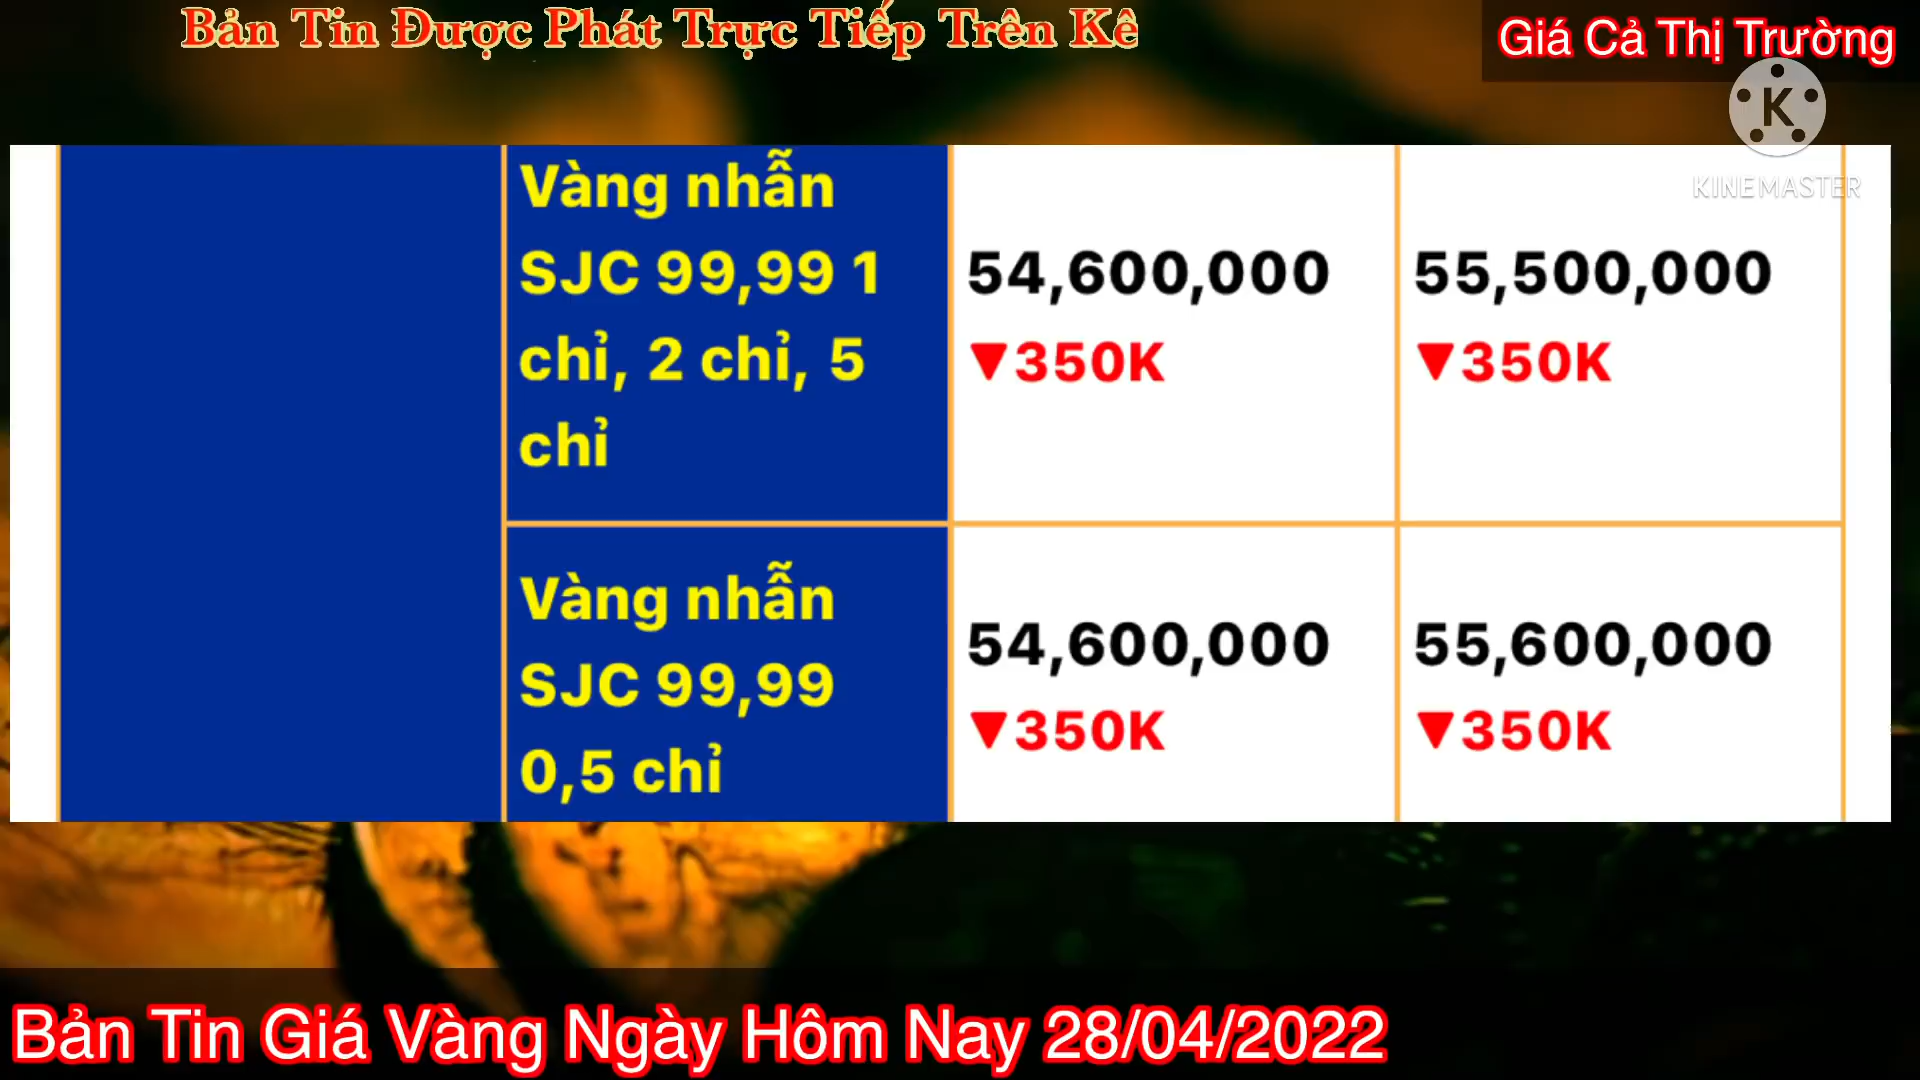 Bản Tin Được Phát Trực Tiếp Trên Kê
Giá Cả Thị Trường
K
KINEMASTER
Vàng nhẫn
SJC 99,99 1
chỉ, 2 chỉ, 5
chỉ
54,600,000
▼350K
55,500,000
▼350K
Vàng nhẫn
SJC 99,99
0,5 chỉ
54,600,000
▼350K
55,600,000
▼350K
Bản Tin Giá Vàng Ngày Hôm Nay 28/04/2022